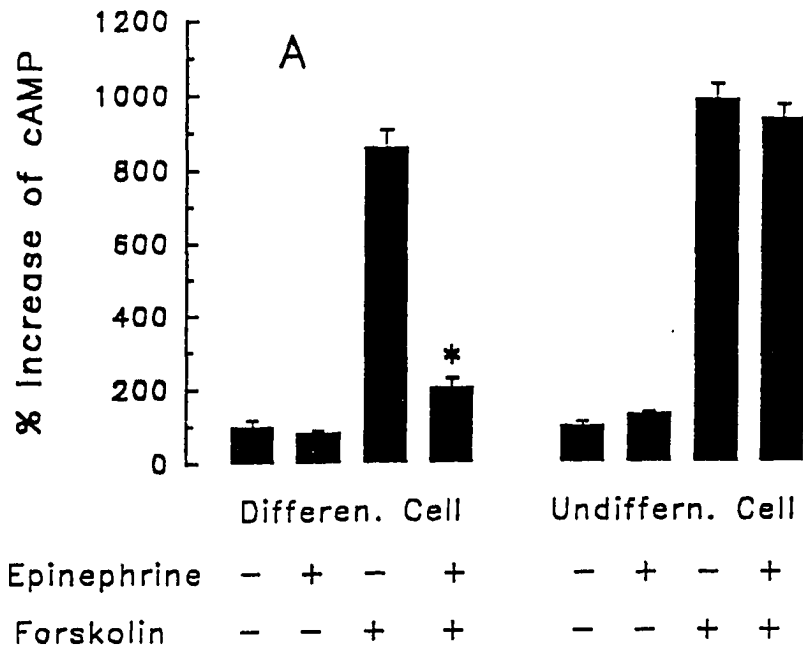 A
% Increase of cAMP
1200
1000
800
600
400
200
0
*
Differen. Cell Undiffern. Cell
Epinephrine − + − + − + − +
Forskolin − − + + − − + +